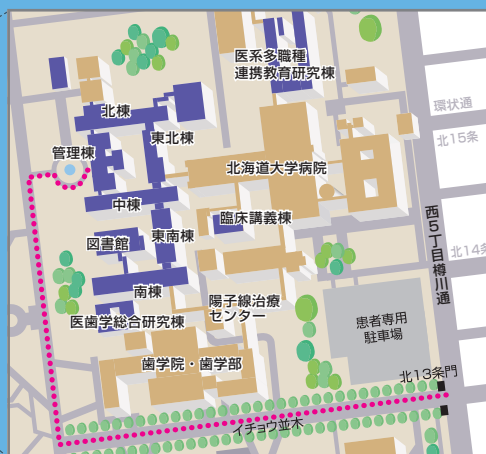 医系多職種
連携教育研究棟
環状通
北15条
北棟
東北棟
管理棟
北海道大学病院
中棟
臨床講義棟
西5丁目樽川通
図書館
東南棟
北14条
南棟
陽子線治療
センター
医歯学総合研究棟
患者専用
駐車場
歯学院・歯学部
北13条門
イチョウ並木